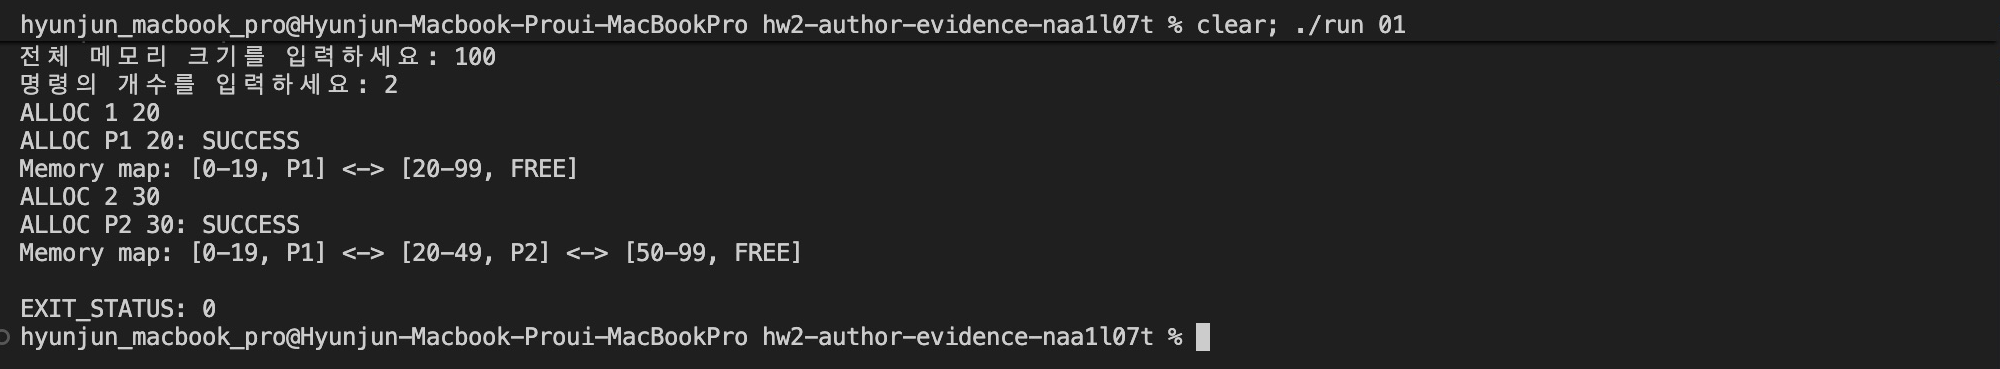 hyunjun_macbook_pro@Hyunjun-Macbook-Proui-MacBookPro hw2-author-evidence-naa1l07t % clear; ./run 01
전체 메모리 크기를 입력하세요: 100
명령의 개수를 입력하세요: 2
ALLOC 1 20
ALLOC P1 20: SUCCESS
Memory map: [0-19, P1] <-> [20-99, FREE]
ALLOC 2 30
ALLOC P2 30: SUCCESS
Memory map: [0-19, P1] <-> [20-49, P2] <-> [50-99, FREE]
EXIT_STATUS: 0
hyunjun_macbook_pro@Hyunjun-Macbook-Proui-MacBookPro hw2-author-evidence-naa1l07t %